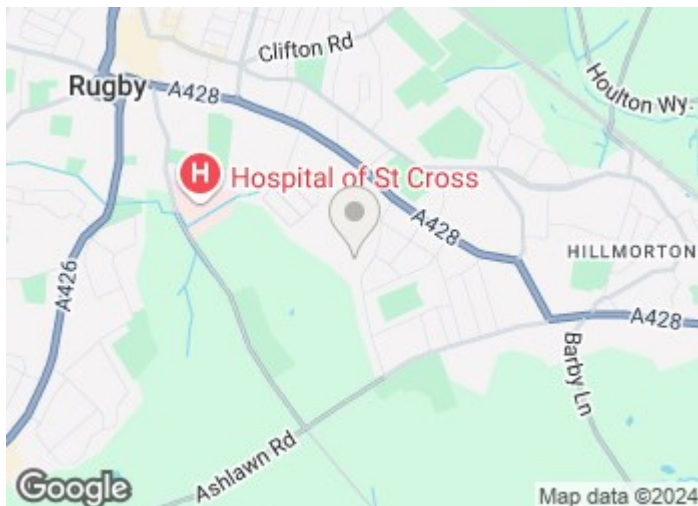 Clifton Rd
Rugby
A428
Houlton Wy.
H
Hospital of St Cross
A428
HILLMORTON
A426
A428
Barby Ln
Ashlawn Rd
Google
Map data ©2024